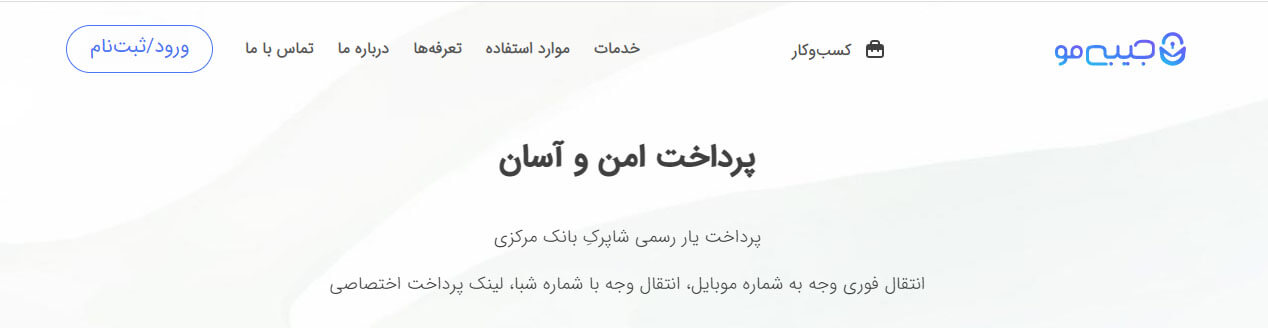 جیبی‌مو
کسب‌وکار
خدمات
موارد استفاده
تعرفه‌ها
درباره ما
تماس با ما
ورود/ثبت‌نام
پرداخت امن و آسان
پرداخت یار رسمی شاپرکِ بانک مرکزی
انتقال فوری وجه به شماره موبایل، انتقال وجه با شماره شبا، لینک پرداخت اختصاصی